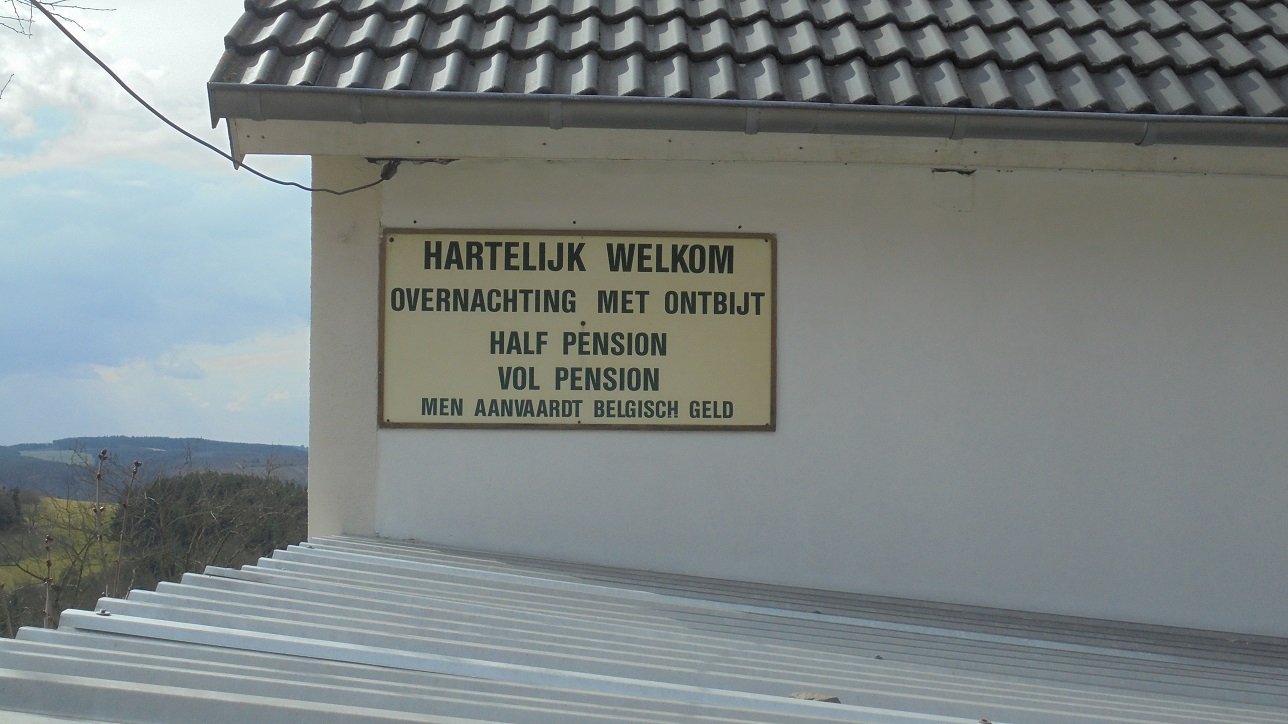 HARTELIJK WELKOM
OVERNACHTING MET ONTBIJT
HALF PENSION
VOL PENSION
MEN AANVAARDT BELGISCH GELD